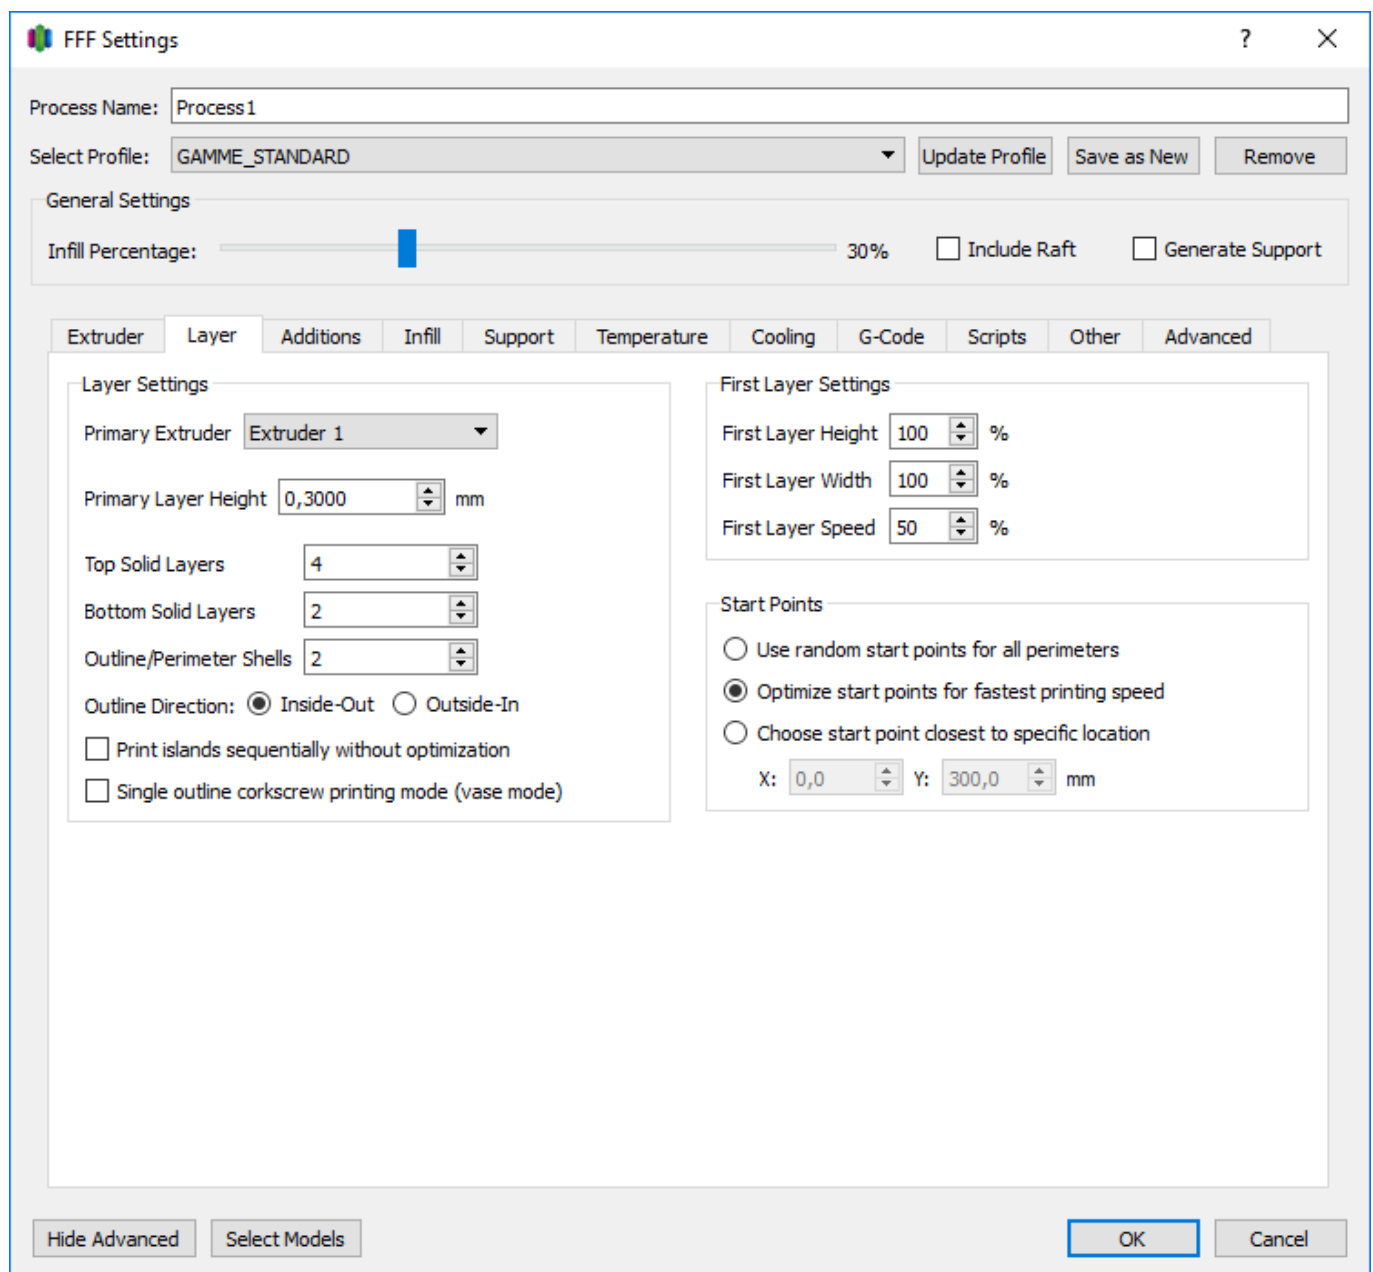 FFF Settings
?
Process Name: Process1
Select Profile: GAMME_STANDARD Update Profile Save as New Remove
General Settings
Infill Percentage: 30% Include Raft Generate Support
Extruder Layer Additions Infill Support Temperature Cooling G-Code Scripts Other Advanced
Layer Settings
Primary Extruder Extruder 1
Primary Layer Height 0,3000 mm
Top Solid Layers 4
Bottom Solid Layers 2
Outline/Perimeter Shells 2
Outline Direction: Inside-Out Outside-In
Print islands sequentially without optimization
Single outline corkscrew printing mode (vase mode)
First Layer Settings
First Layer Height 100 %
First Layer Width 100 %
First Layer Speed 50 %
Start Points
Use random start points for all perimeters
Optimize start points for fastest printing speed
Choose start point closest to specific location
X: 0,0 Y: 300,0 mm
Hide Advanced Select Models OK Cancel